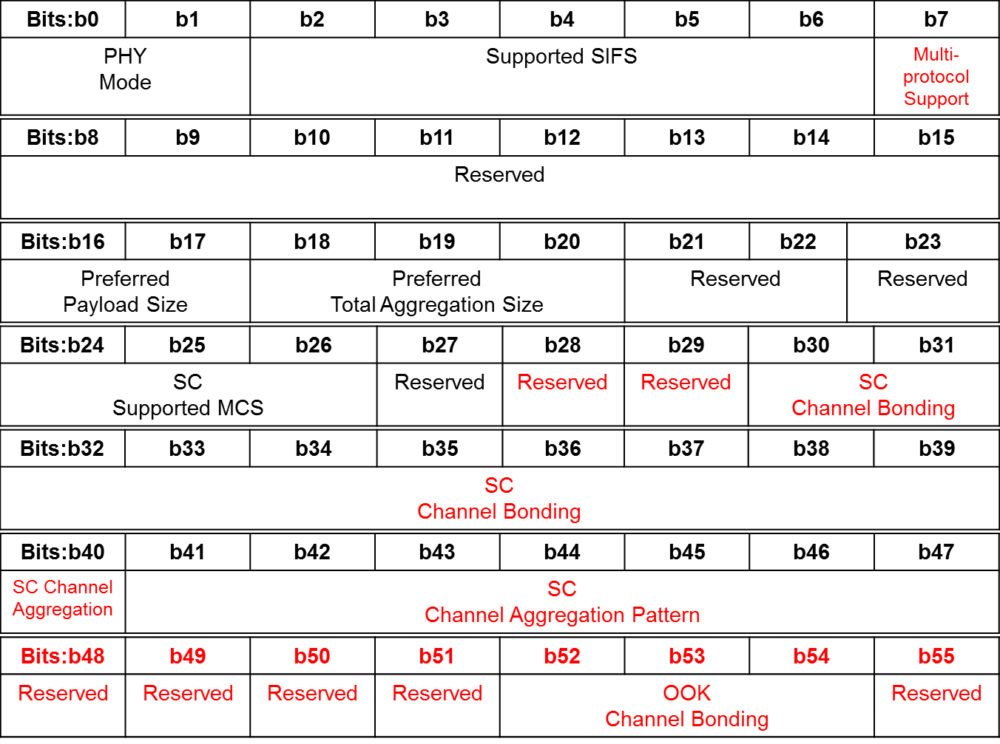 Bits:b0 b1 b2 b3 b4 b5 b6 b7
PHY
Mode
Supported SIFS
Multi-
protocol
Support
Bits:b8 b9 b10 b11 b12 b13 b14 b15
Reserved
Bits:b16 b17 b18 b19 b20 b21 b22 b23
Preferred
Payload Size
Preferred
Total Aggregation Size
Reserved
Reserved
Bits:b24 b25 b26 b27 b28 b29 b30 b31
SC
Supported MCS
Reserved
Reserved
Reserved
SC
Channel Bonding
Bits:b32 b33 b34 b35 b36 b37 b38 b39
SC
Channel Bonding
Bits:b40 b41 b42 b43 b44 b45 b46 b47
SC Channel
Aggregation
SC
Channel Aggregation Pattern
Bits:b48 b49 b50 b51 b52 b53 b54 b55
Reserved
Reserved
Reserved
Reserved
OOK
Channel Bonding
Reserved